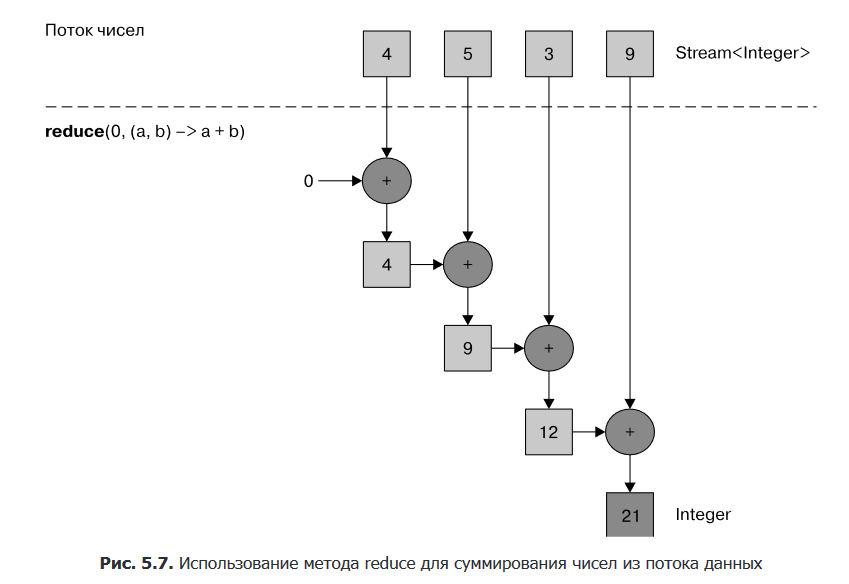 Поток чисел
4 5 3 9 Stream<Integer>
reduce(0, (a, b) –> a + b)
0 +
4 +
9 +
12 +
21 Integer
Рис. 5.7. Использование метода reduce для суммирования чисел из потока данных